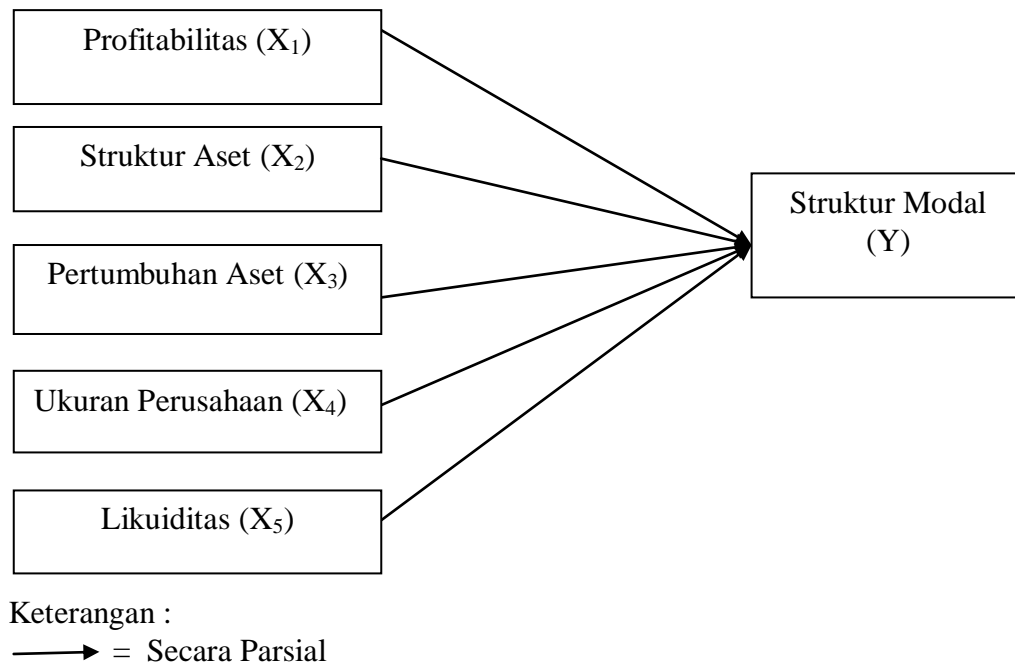 Profitabilitas (X₁)
Struktur Aset (X₂)
Pertumbuhan Aset (X₃)
Ukuran Perusahaan (X₄)
Likuiditas (X₅)
Struktur Modal
(Y)
Keterangan :
= Secara Parsial